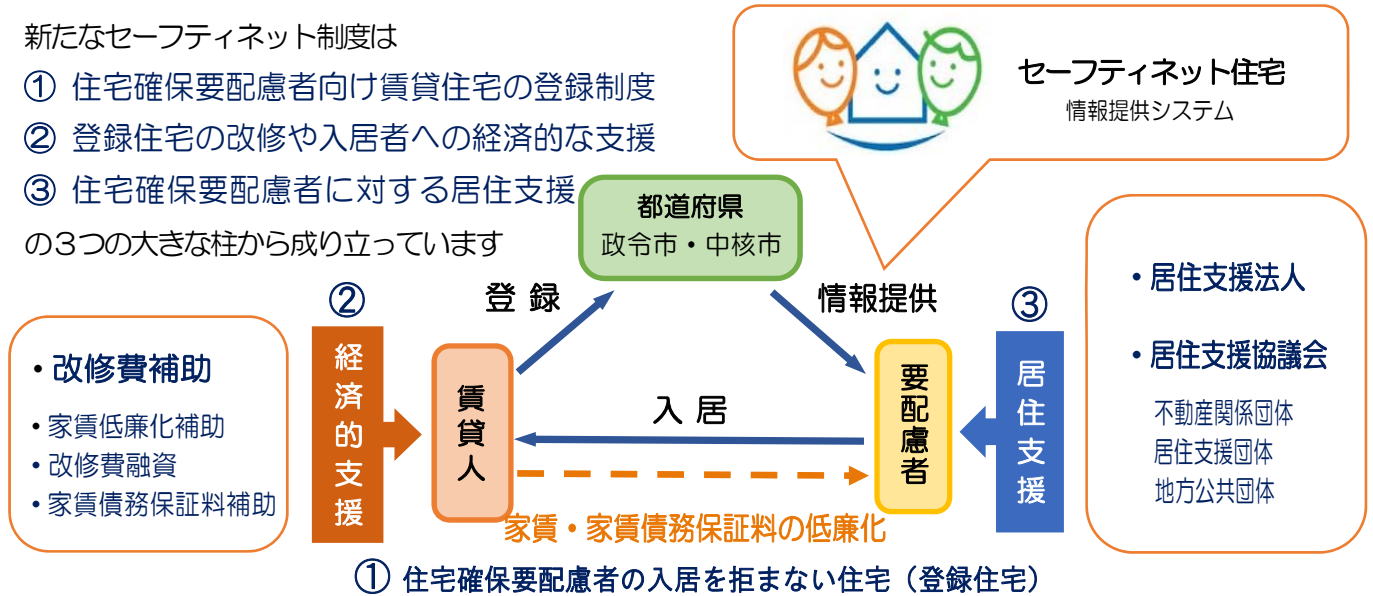 新たなセーフティネット制度は
① 住宅確保要配慮者向け賃貸住宅の登録制度
② 登録住宅の改修や入居者への経済的な支援
③ 住宅確保要配慮者に対する居住支援
の３つの大きな柱から成り立っています
セーフティネット住宅
情報提供システム
都道府県
政令市・中核市
登 録
情報提供
②
経済的支援
・改修費補助
・家賃低廉化補助
・改修費融資
・家賃債務保証料補助
賃貸人
入 居
家賃・家賃債務保証料の低廉化
要配慮者
③
居住支援
・居住支援法人
・居住支援協議会
不動産関係団体
居住支援団体
地方公共団体
① 住宅確保要配慮者の入居を拒まない住宅（登録住宅）